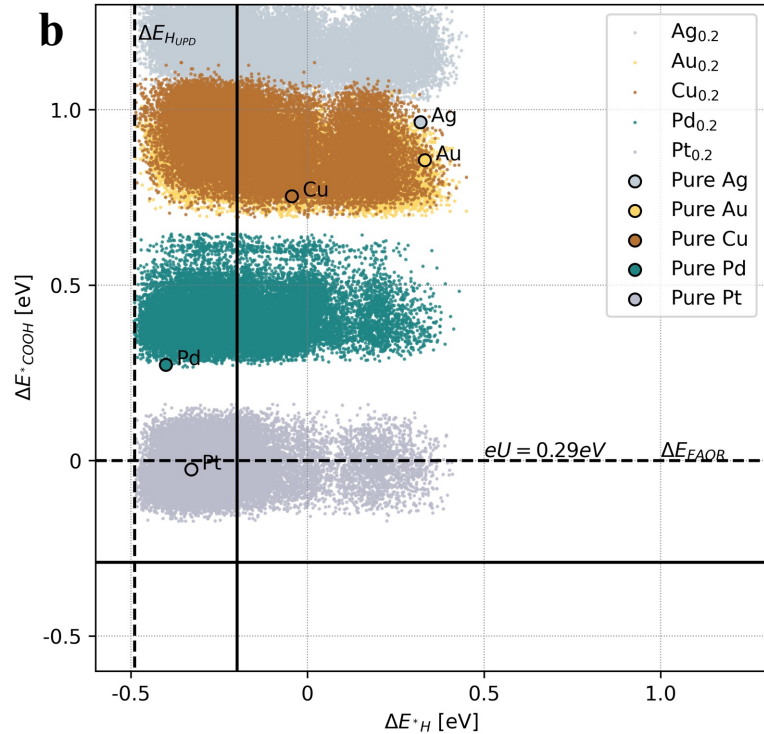 b
ΔE_{H_{UPD}}
Ag_{0.2}
Au_{0.2}
Cu_{0.2}
Pd_{0.2}
Pt_{0.2}
Pure Ag
Pure Au
Pure Cu
Pure Pd
Pure Pt
Ag
Au
Cu
Pd
Pt
eU = 0.29eV
ΔE_{FAOR}
1.0
0.5
0
-0.5
ΔE_{*COOH} [eV]
-0.5
0
0.5
1.0
ΔE_{*H} [eV]